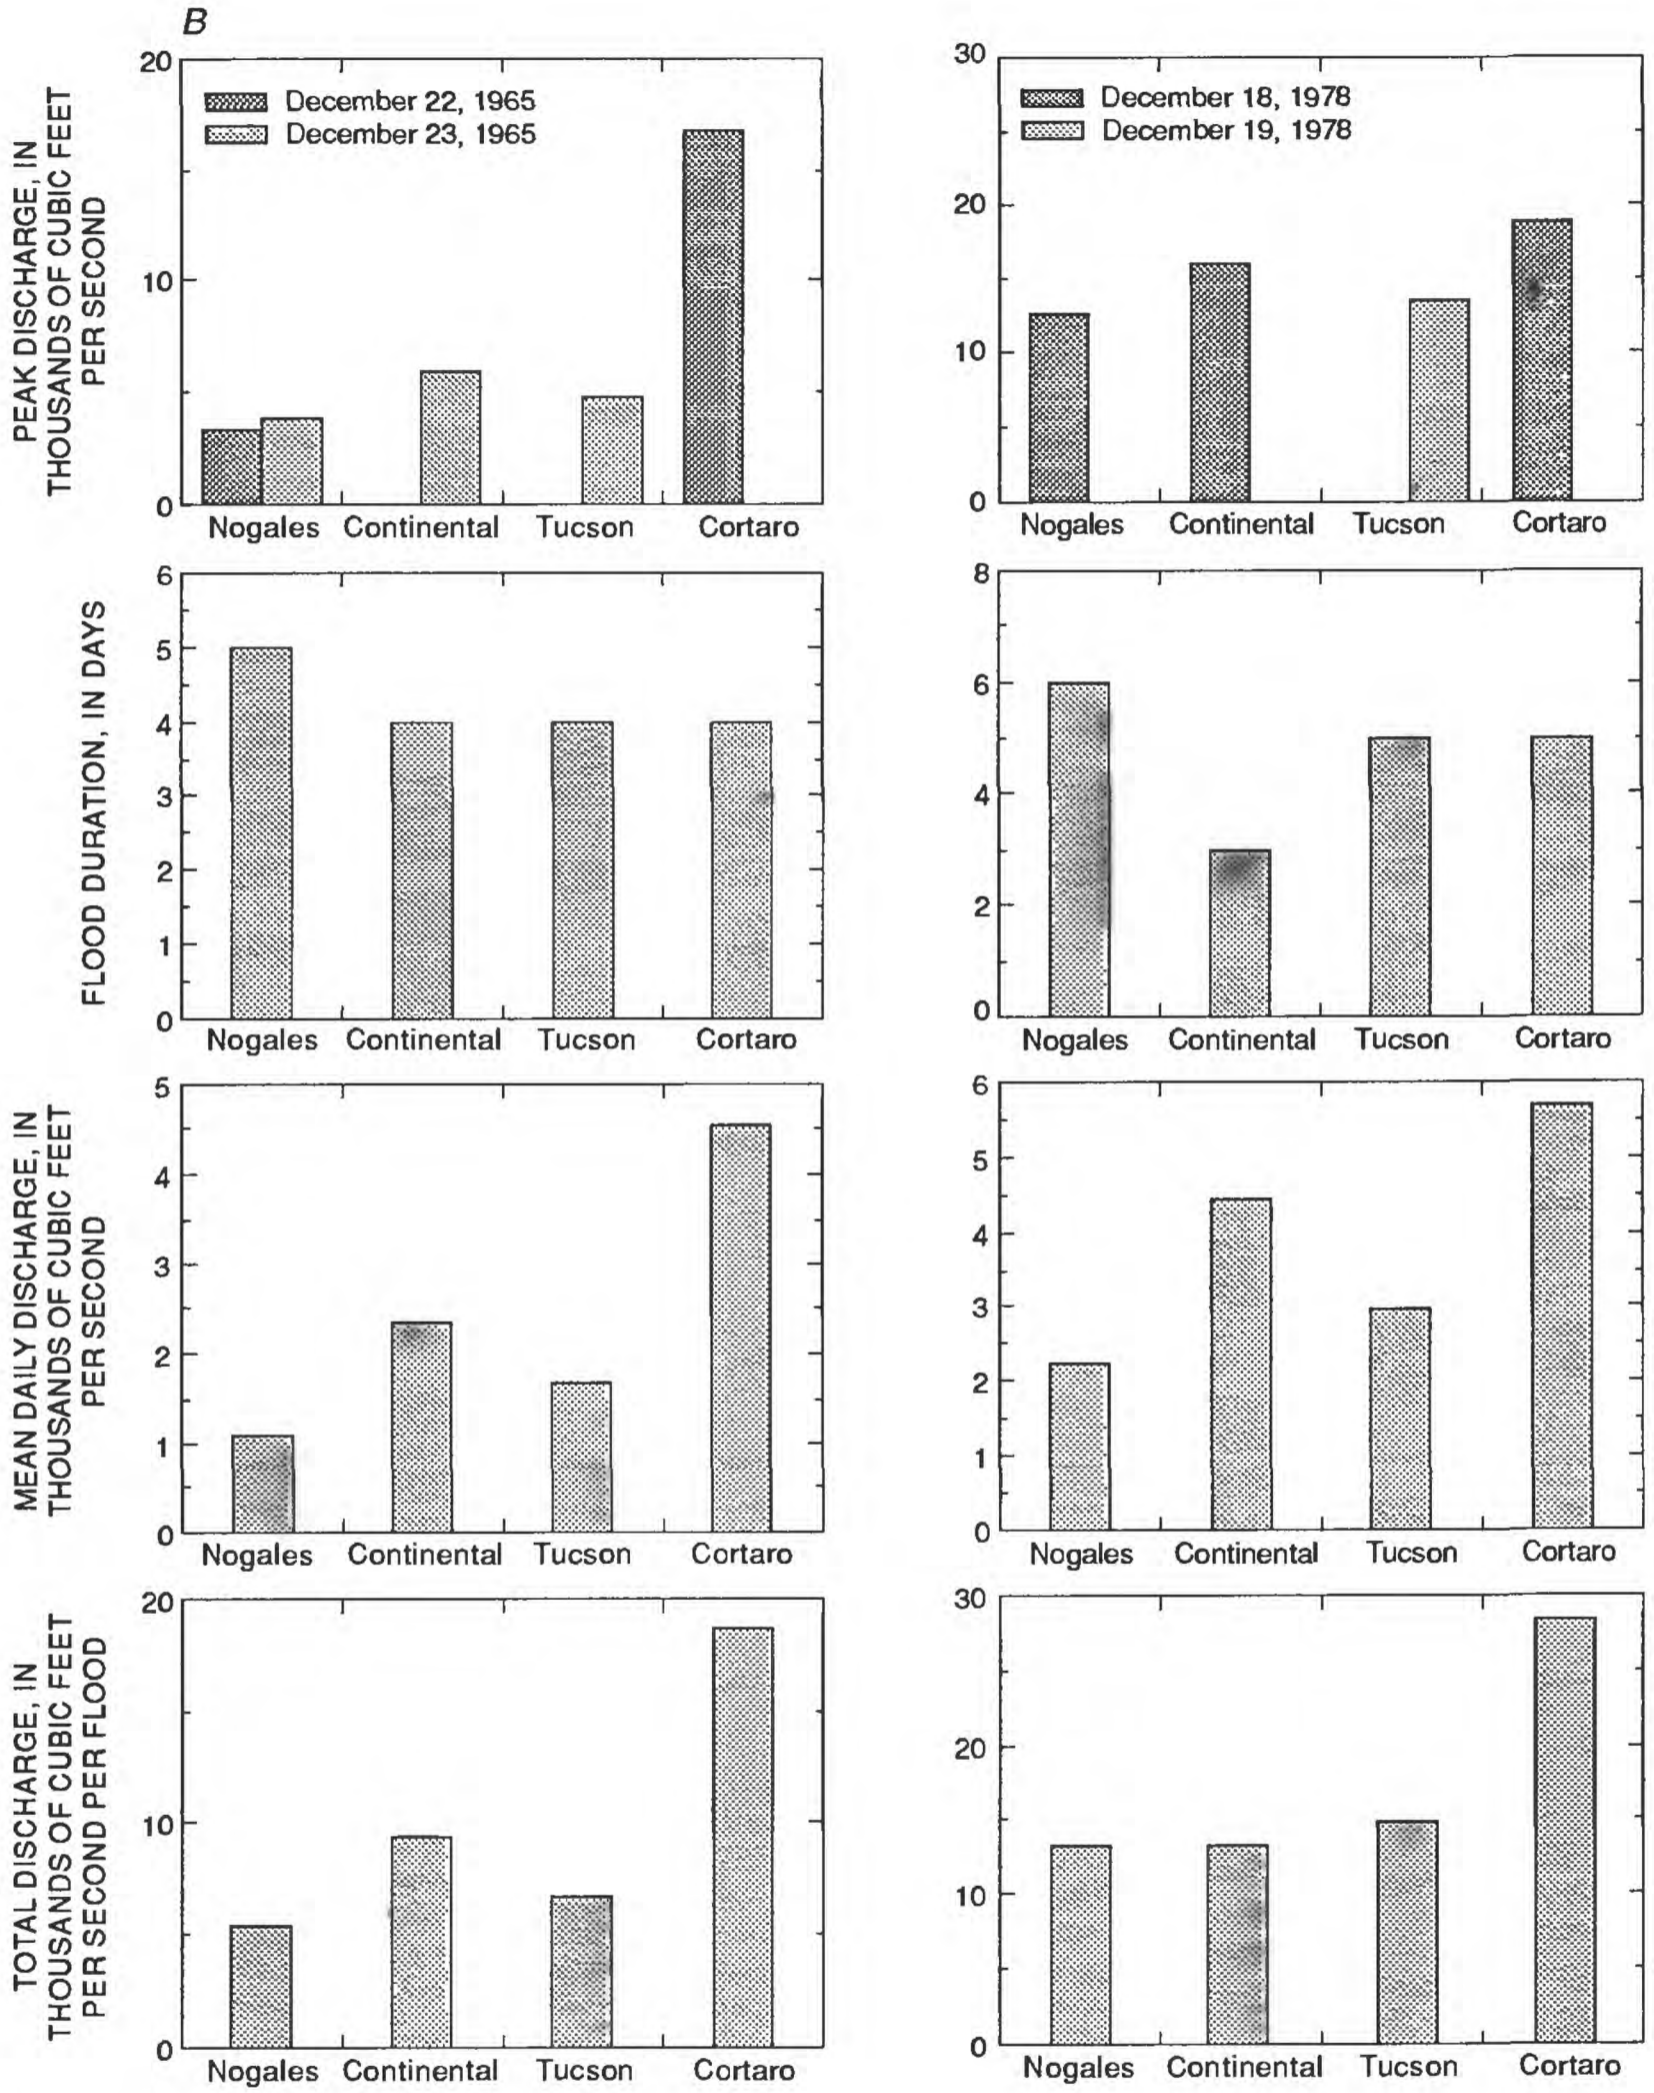 B
PEAK DISCHARGE, IN
THOUSANDS OF CUBIC FEET
PER SECOND
20
10
0
December 22, 1965
December 23, 1965
Nogales Continental Tucson Cortaro
30
20
10
0
December 18, 1978
December 19, 1978
Nogales Continental Tucson Cortaro
FLOOD DURATION, IN DAYS
6
5
4
3
2
1
0
Nogales Continental Tucson Cortaro
8
6
4
2
0
Nogales Continental Tucson Cortaro
MEAN DAILY DISCHARGE, IN
THOUSANDS OF CUBIC FEET
PER SECOND
5
4
3
2
1
0
Nogales Continental Tucson Cortaro
6
5
4
3
2
1
0
Nogales Continental Tucson Cortaro
TOTAL DISCHARGE, IN
THOUSANDS OF CUBIC FEET
PER SECOND PER FLOOD
20
10
0
Nogales Continental Tucson Cortaro
30
20
10
0
Nogales Continental Tucson Cortaro